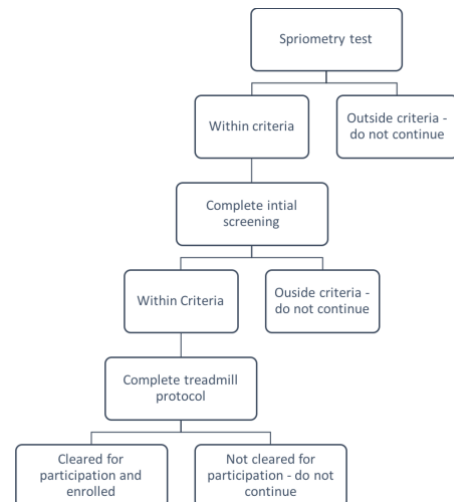 Spriometry test
Within criteria
Outside criteria -
do not continue
Complete intial
screening
Within Criteria
Ouside criteria -
do not continue
Complete treadmill
protocol
Cleared for
participation and
enrolled
Not cleared for
participation - do not
continue